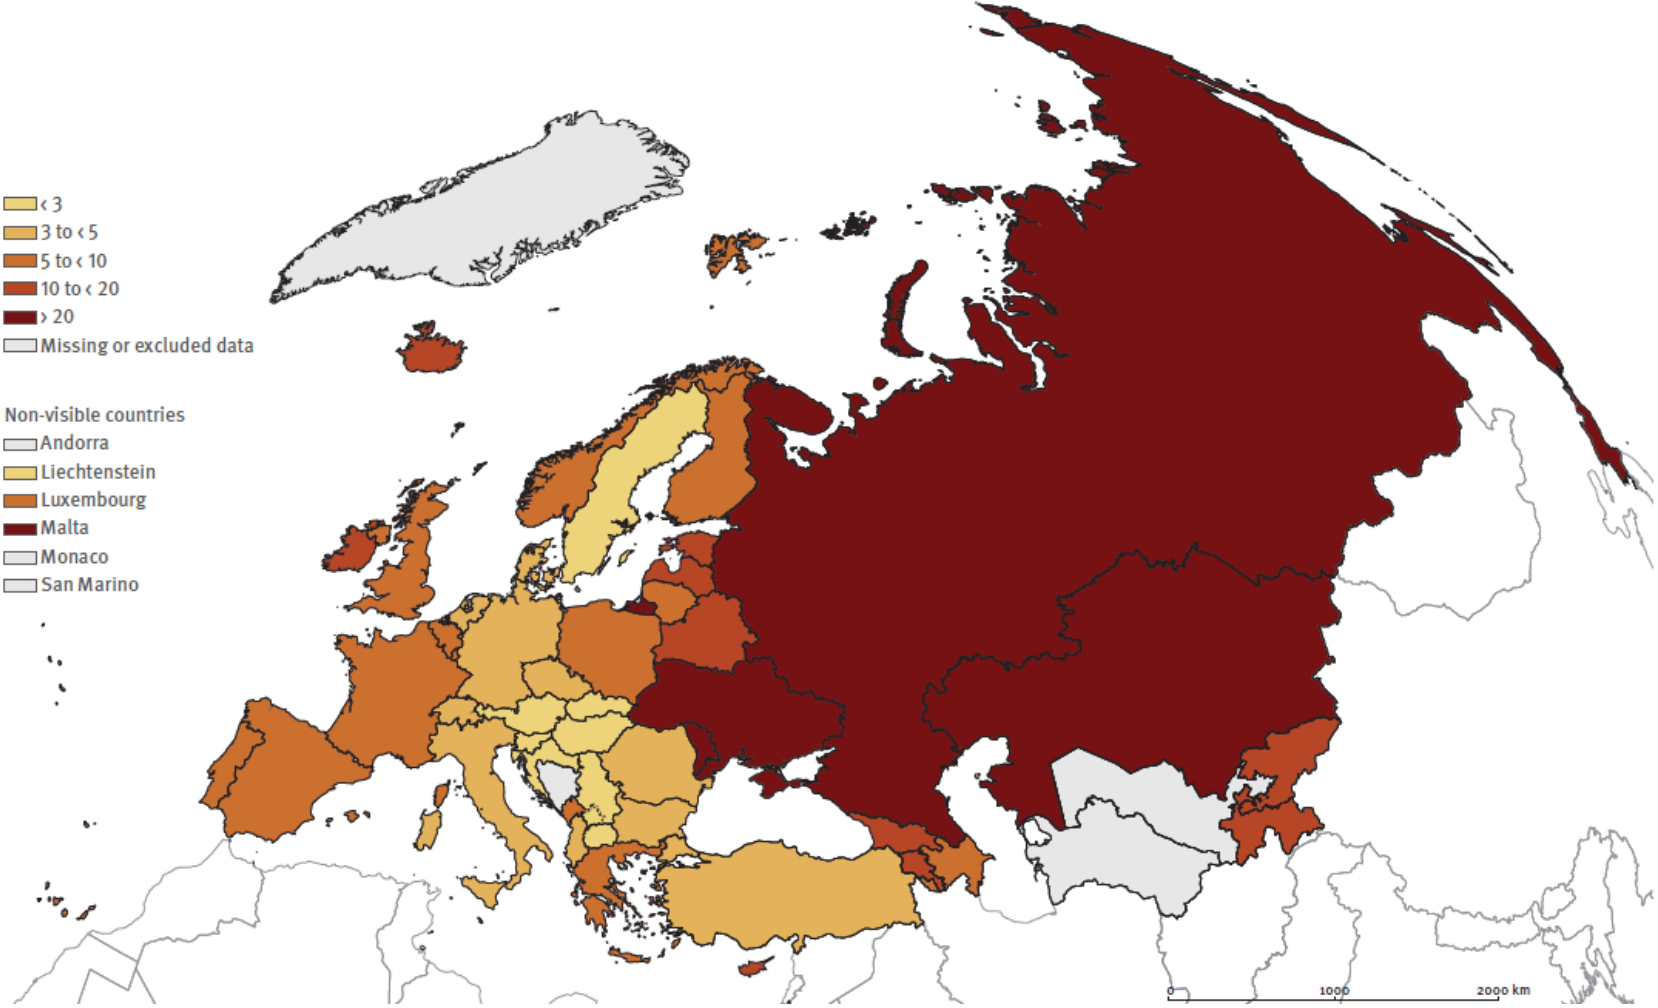 < 3
3 to < 5
5 to < 10
10 to < 20
> 20
Missing or excluded data
Non-visible countries
Andorra
Liechtenstein
Luxembourg
Malta
Monaco
San Marino
0 1000 2000 km